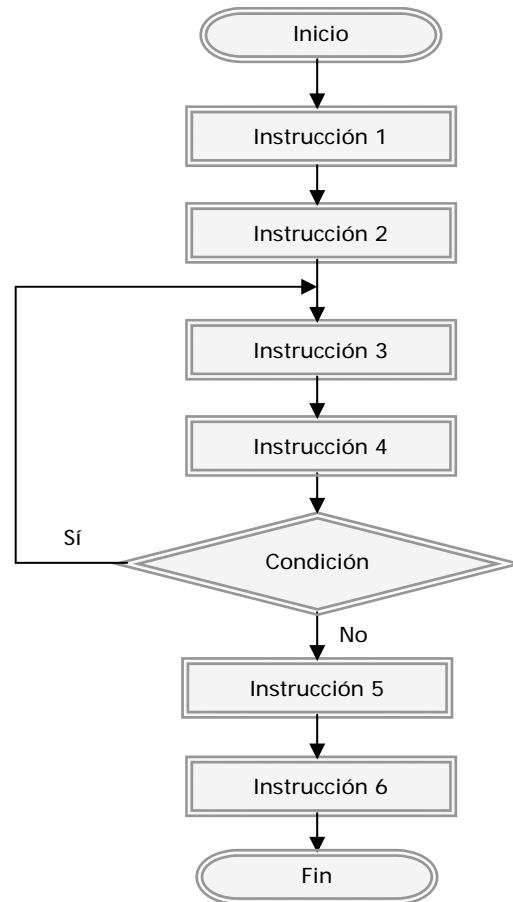 Inicio
Instrucción 1
Instrucción 2
Instrucción 3
Instrucción 4
Sí
Condición
No
Instrucción 5
Instrucción 6
Fin